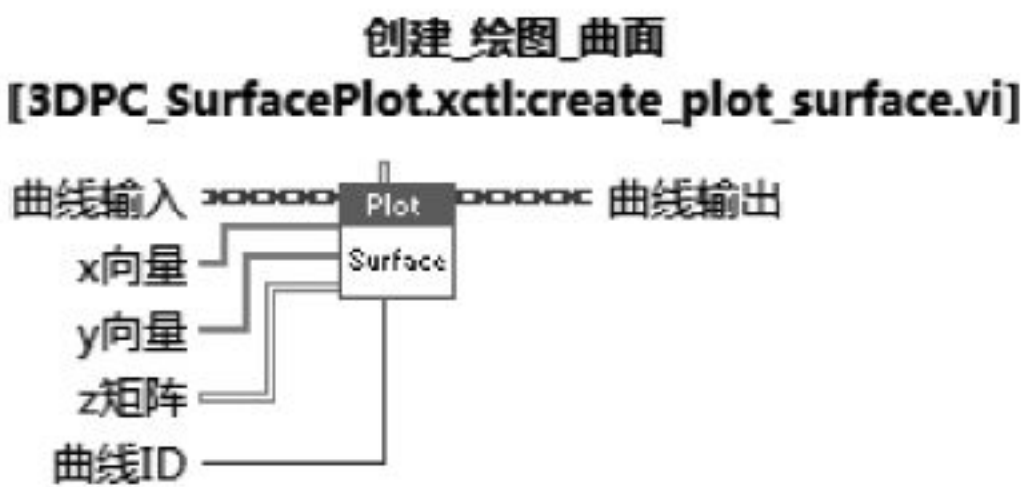 创建_绘图_曲面
[3DPC_SurfacePlot.xctl:create_plot_surface.vi]
曲线输入
Plot
曲线输出
x向量
Surface
y向量
z矩阵
曲线ID